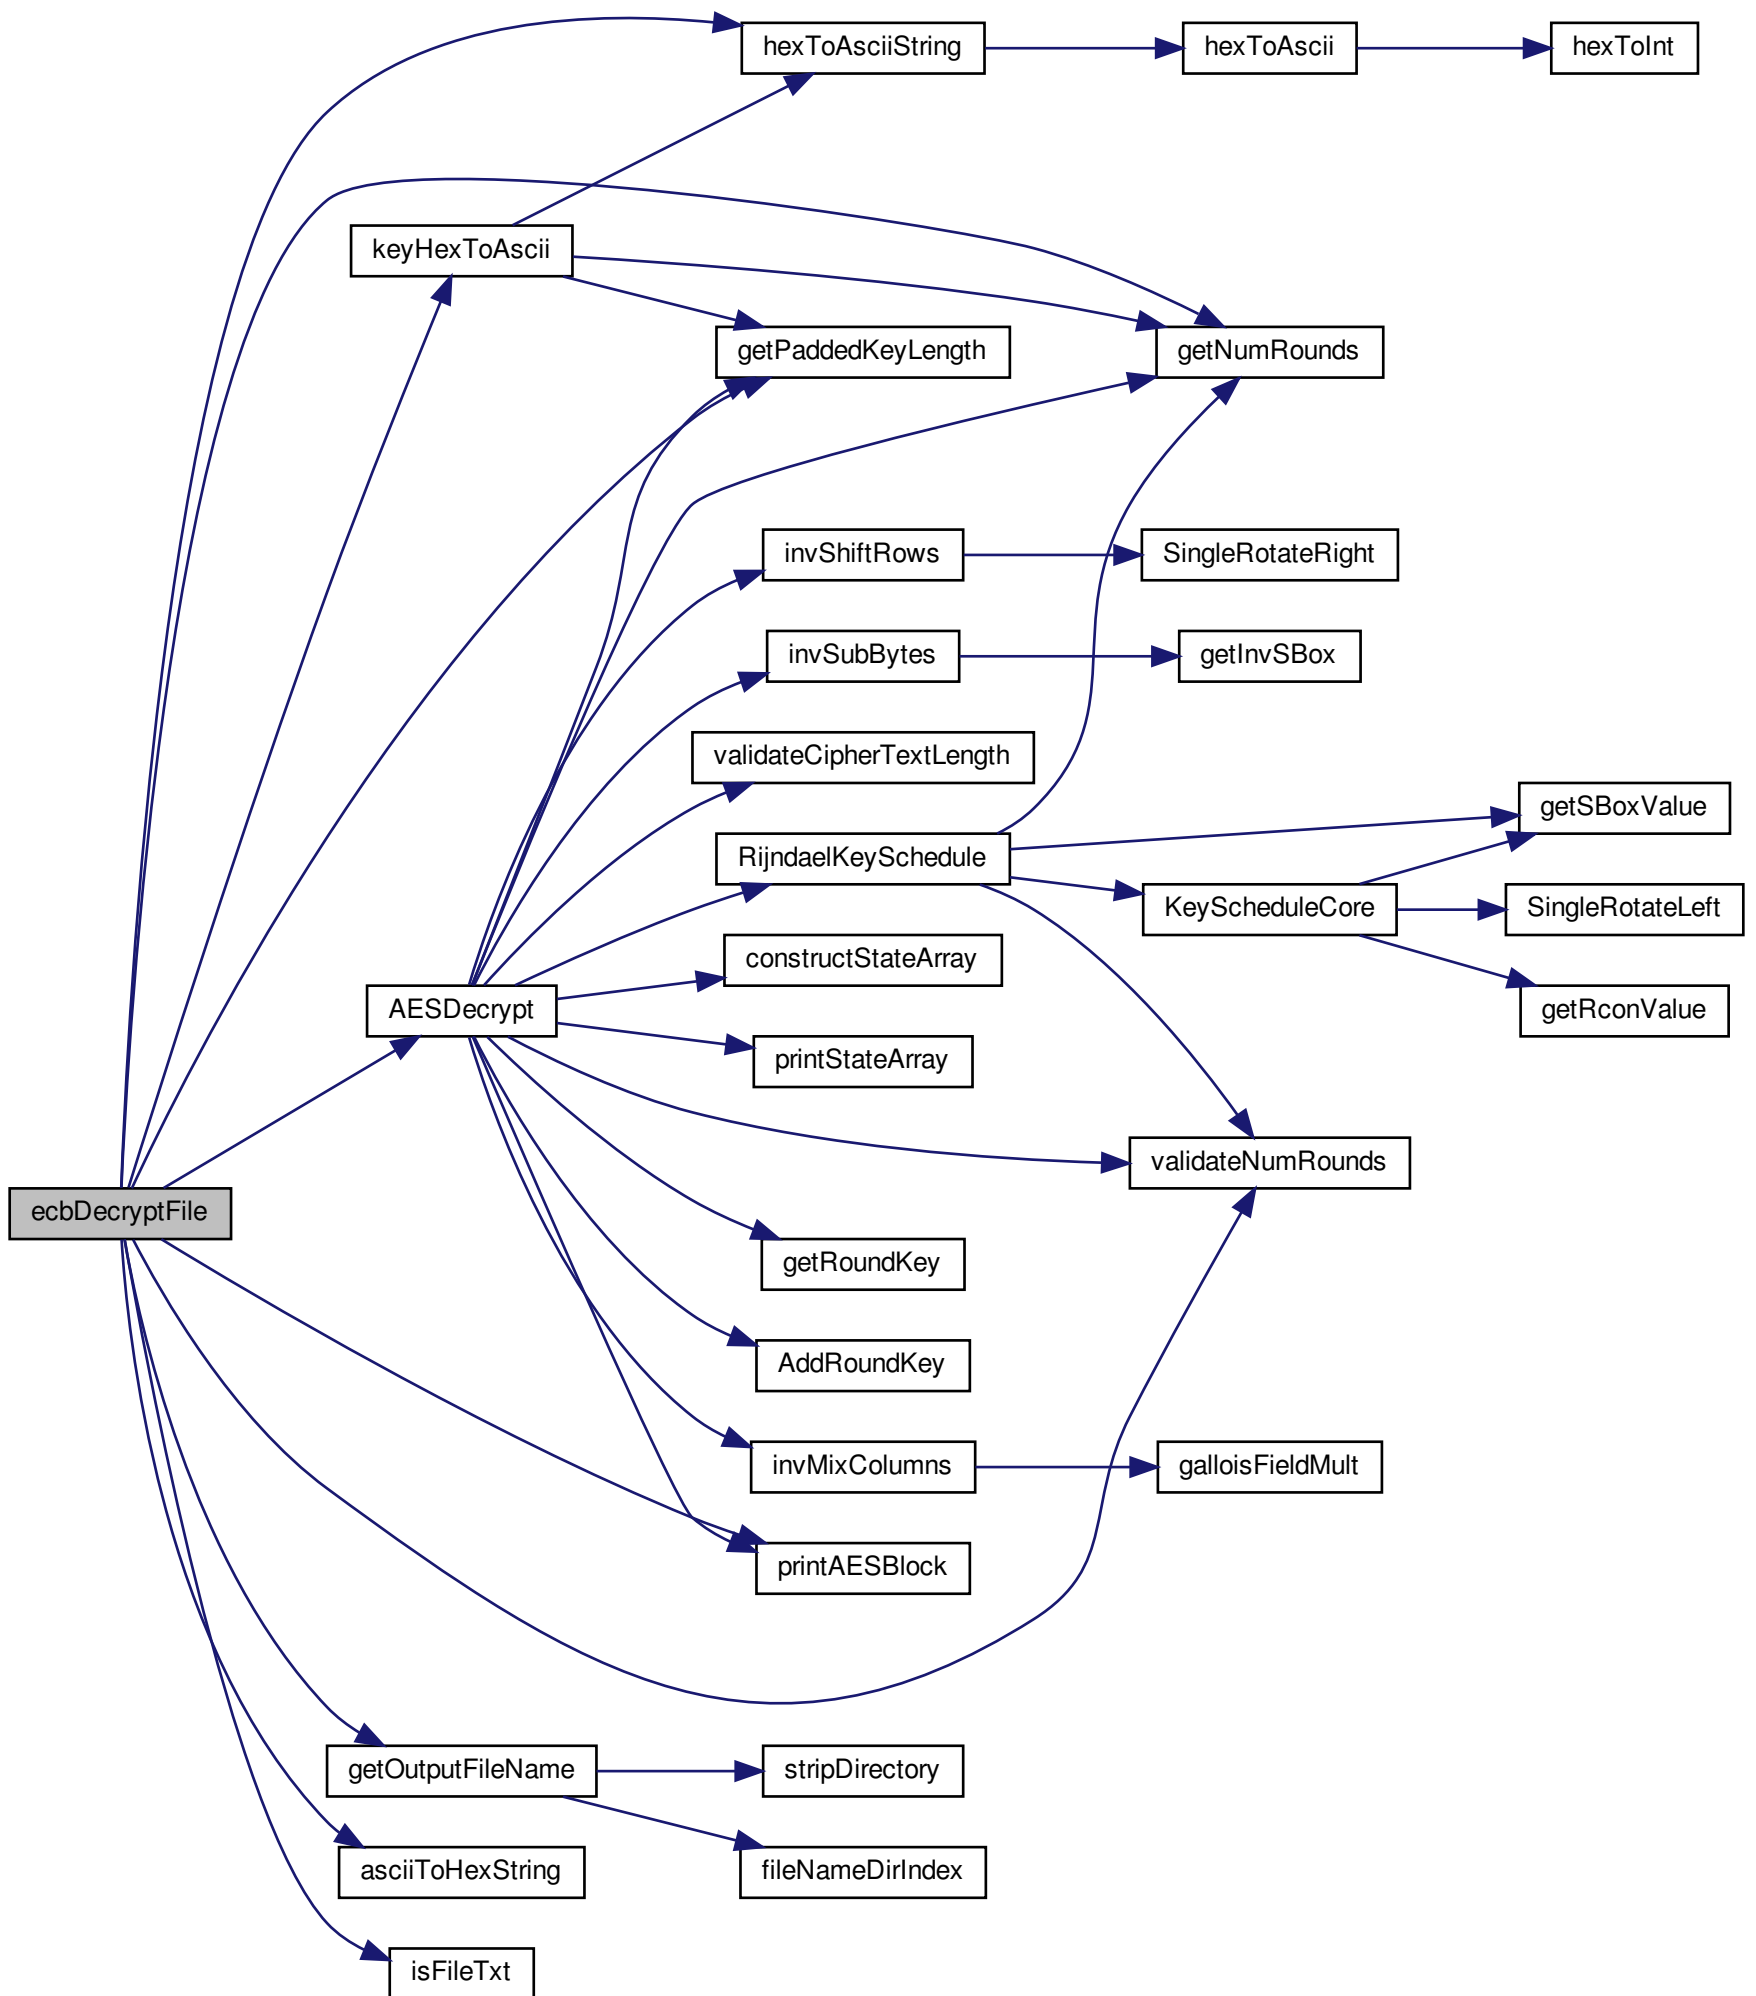 hexToAsciiString
hexToAscii
hexToInt
keyHexToAscii
getPaddedKeyLength
getNumRounds
invShiftRows
SingleRotateRight
invSubBytes
getInvSBox
validateCipherTextLength
getSBoxValue
RijndaelKeySchedule
KeyScheduleCore
SingleRotateLeft
constructStateArray
AESDecrypt
getRconValue
printStateArray
validateNumRounds
ecbDecryptFile
getRoundKey
AddRoundKey
invMixColumns
galloisFieldMult
printAESBlock
getOutputFileName
stripDirectory
asciiToHexString
fileNameDirIndex
isFileTxt